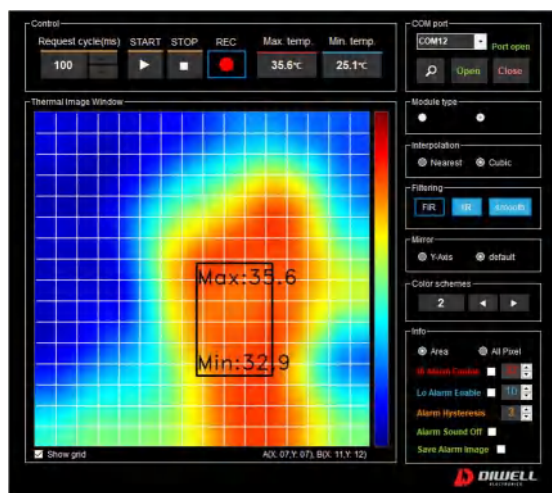 Control
Request cycle(ms) START STOP REC Max. temp. Min. temp.
100 35.6℃ 25.1℃
COM port
COM12 Port open
Open Close
Thermal Image Window
Max:35.6
Min:32.9
Show grid A(X: 07,Y: 07), B(X: 11,Y: 12)
Module type
Interpolation
Nearest Cubic
Filtering
FIR IIR smooth
Mirror
Y-Axis default
Color schemes
2
Info
Area All Pixel
Hi Alarm Enable
Lo Alarm Enable 10
Alarm Hysteresis 3
Alarm Sound Off
Save Alarm Image
DIWELL
ELECTRONICS